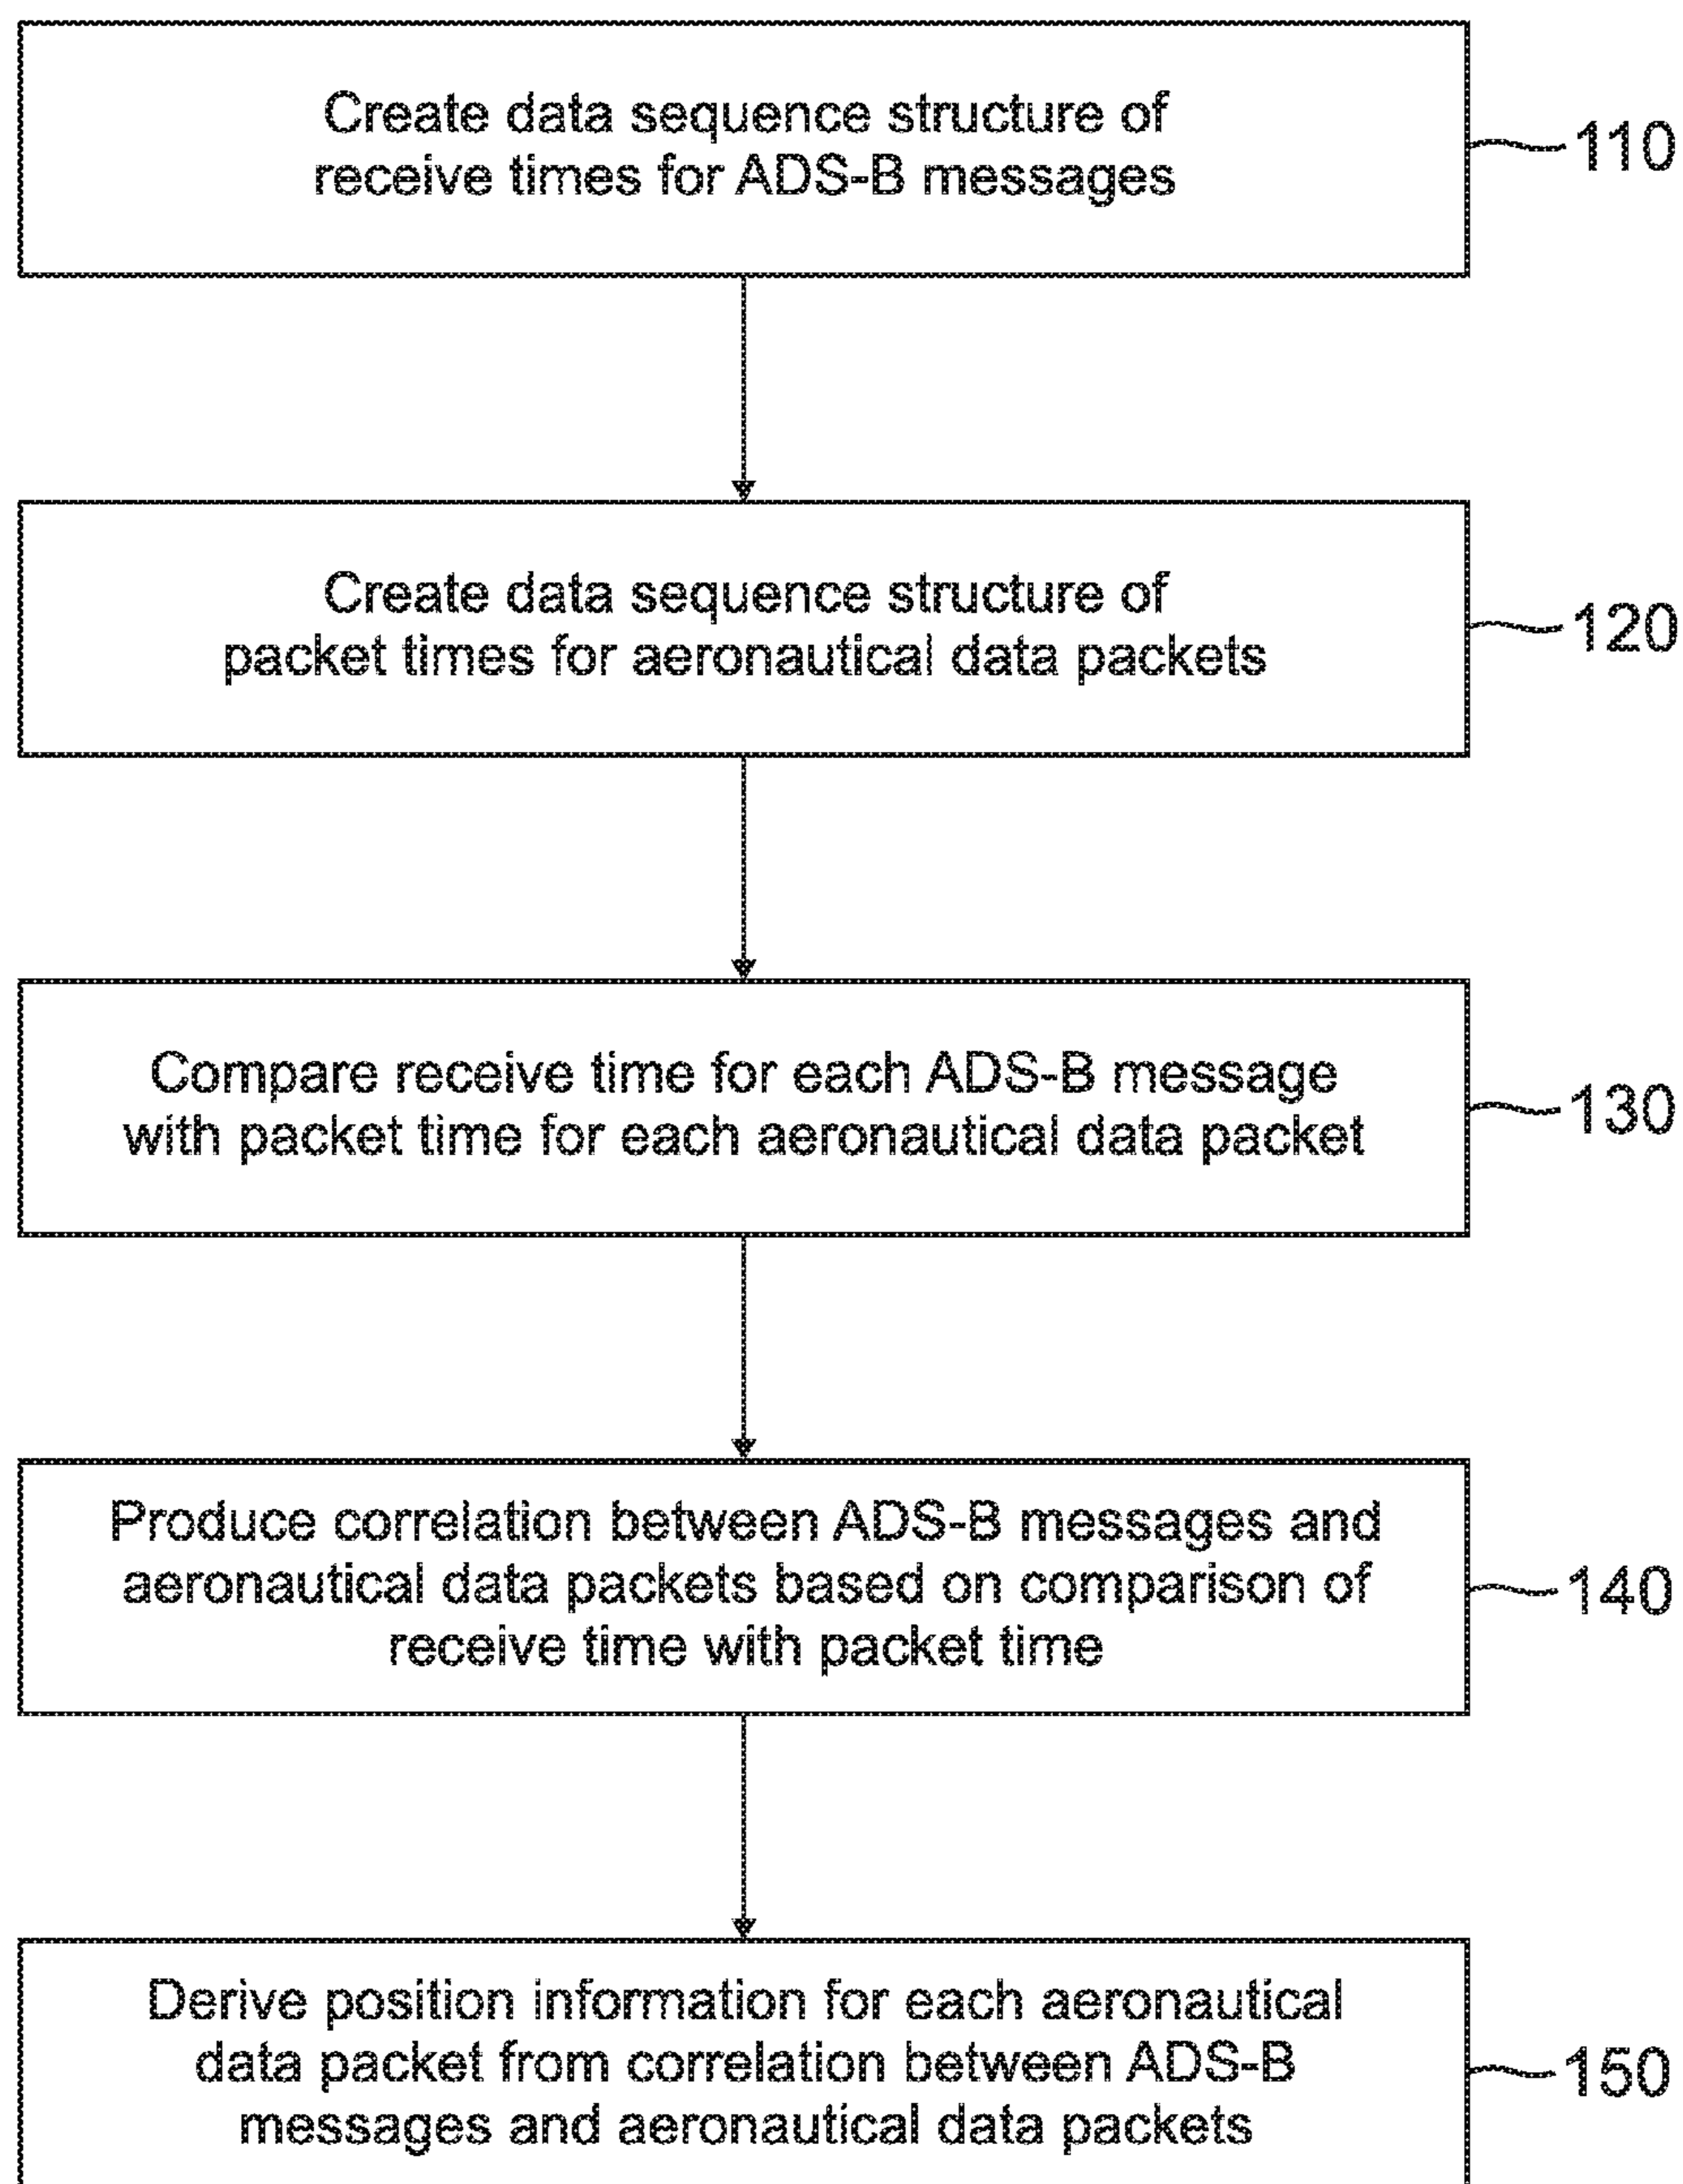 Create data sequence structure of
receive times for ADS-B messages
110
Create data sequence structure of
packet times for aeronautical data packets
120
Compare receive time for each ADS-B message
with packet time for each aeronautical data packet
130
Produce correlation between ADS-B messages and
aeronautical data packets based on comparison of
receive time with packet time
140
Derive position information for each aeronautical
data packet from correlation between ADS-B
messages and aeronautical data packets
150